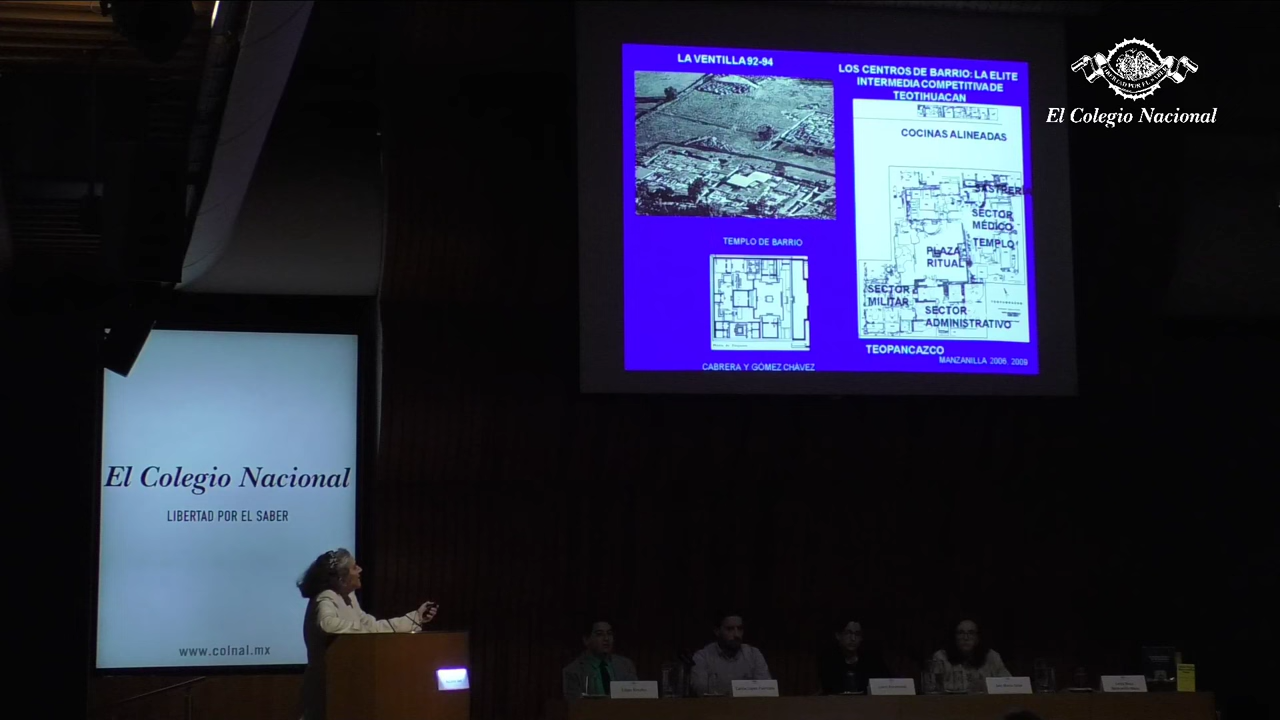 LA VENTILLA 92-94
LOS CENTROS DE BARRIO: LA ELITE
INTERMEDIA COMPETITIVA DE
TEOTIHUACAN
COCINAS ALINEADAS
SASTRERÍA
SECTOR
MÉDICO
TEMPLO
PLAZA
RITUAL
SECTOR
MILITAR
SECTOR
ADMINISTRATIVO
TEMPLO DE BARRIO
CABRERA Y GÓMEZ CHÁVEZ
TEOPANCAZCO
MANZANILLA 2006, 2009
El Colegio Nacional
El Colegio Nacional
LIBERTAD POR EL SABER
www.colnal.mx